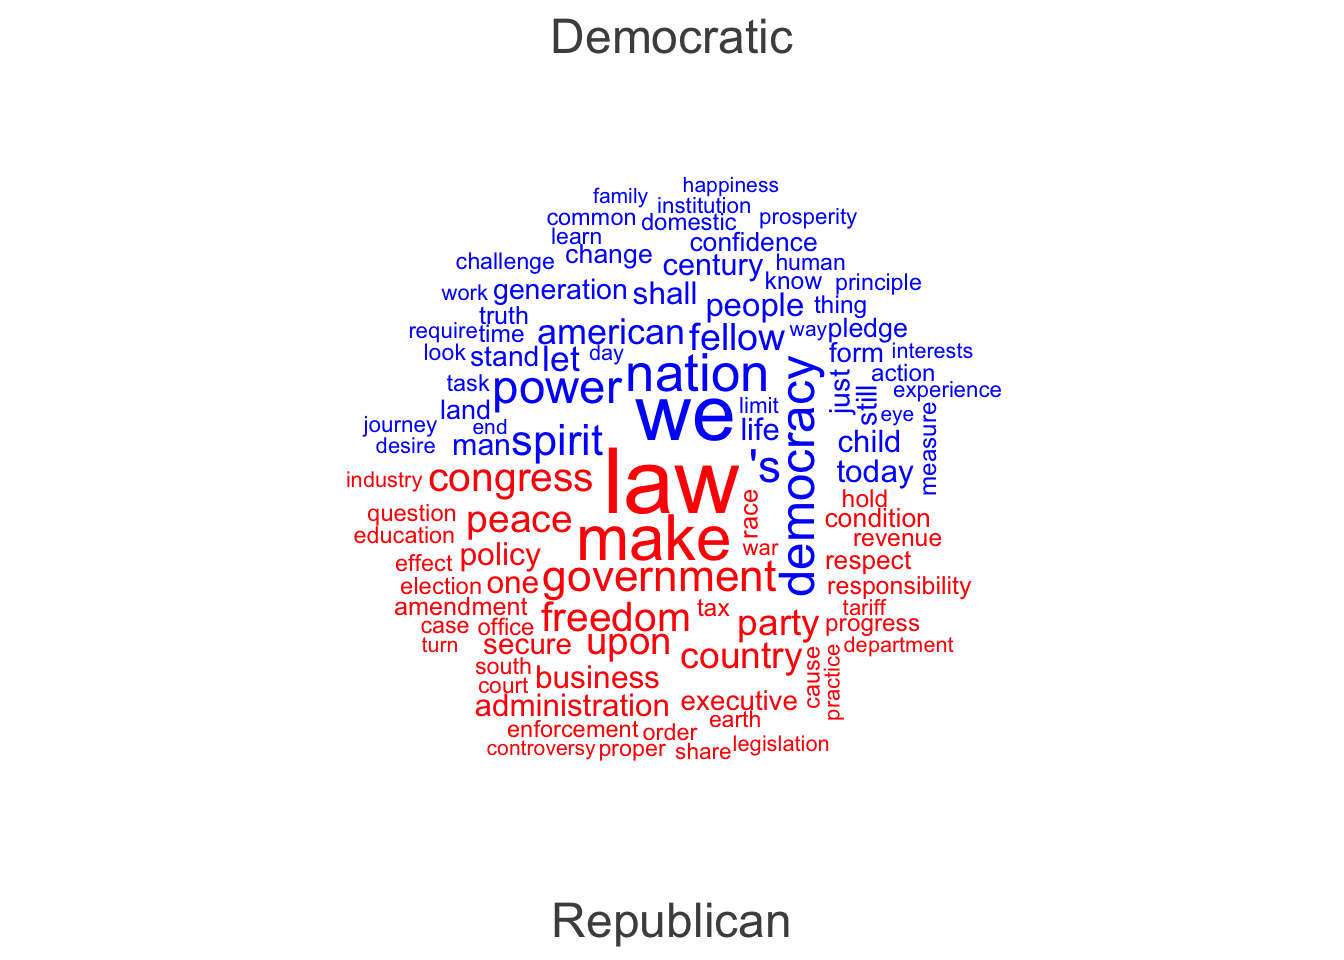 Democratic
happiness
family
institution
common domestic prosperity
learn confidence
challenge change century human
work generation shall know principle
truth people thing
require time american fellow way pledge
look stand let day form interests
task power nation just action
land we limit still experience
journey end life eye
desire man spirit 's democracy child measure
industry congress law today
question peace make race hold
education war condition
effect policy revenue
election one government respect
amendment freedom tax responsibility
case office upon party tariff
turn secure country progress
south business cause practice department
court administration executive
enforcement order earth
controversy proper share legislation
Republican